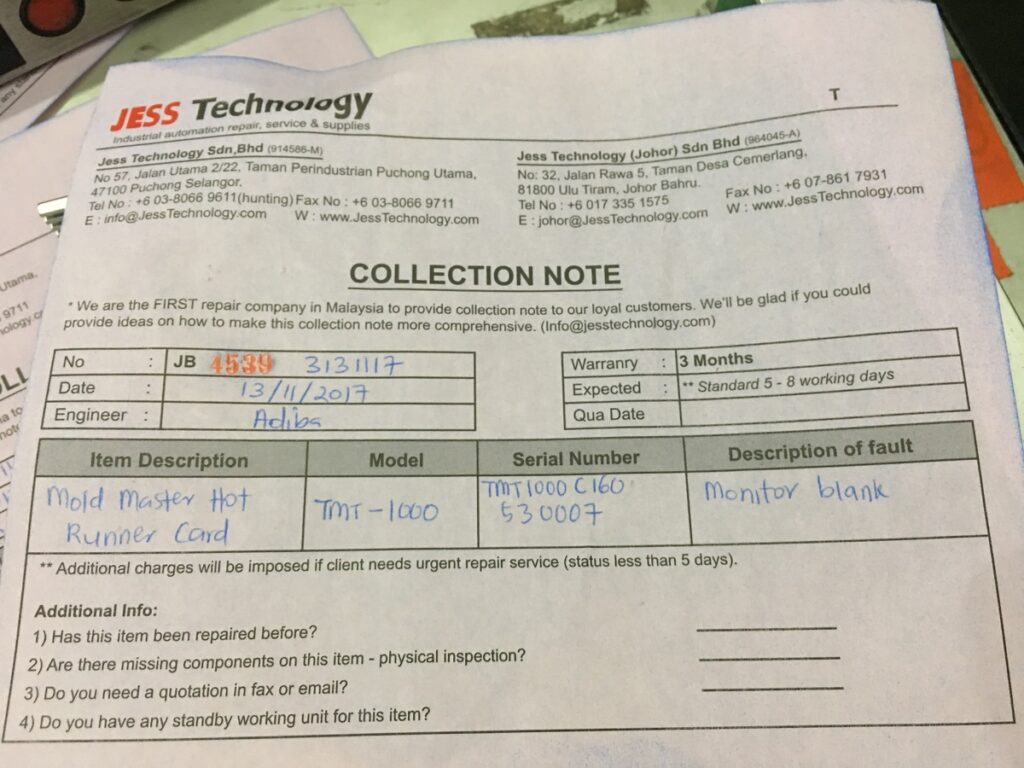 JESS Technology
T
Industrial automation repair, service & supplies
Jess Technology Sdn,Bhd (914586-M)
No 57, Jalan Utama 2/22, Taman Perindustrian Puchong Utama,
47100 Puchong Selangor.
Tel No : +6 03-8066 9611(hunting) Fax No : +6 03-8066 9711
E : info@JessTechnology.com W : www.JessTechnology.com
Jess Technology (Johor) Sdn Bhd (964045-A)
No: 32, Jalan Rawa 5, Taman Desa Cemerlang,
81800 Ulu Tiram, Johor Bahru.
Tel No : +6 017 335 1575 Fax No : +6 07-861 7931
E : johor@JessTechnology.com W : www.JessTechnology.com
COLLECTION NOTE
* We are the FIRST repair company in Malaysia to provide collection note to our loyal customers. We'll be glad if you could
provide ideas on how to make this collection note more comprehensive. (Info@jesstechnology.com)
No : JB 4539 3131117
Date : 13/11/2017
Engineer : Adiba
Warranry : 3 Months
Expected : ** Standard 5 - 8 working days
Qua Date
Item Description Model Serial Number Description of fault
Mold Master Hot
Runner Card
TMT-1000
TMT1000C160
530007
Monitor blank
** Additional charges will be imposed if client needs urgent repair service (status less than 5 days).
Additional Info:
1) Has this item been repaired before?
2) Are there missing components on this item - physical inspection?
3) Do you need a quotation in fax or email?
4) Do you have any standby working unit for this item?
Utama,
9711